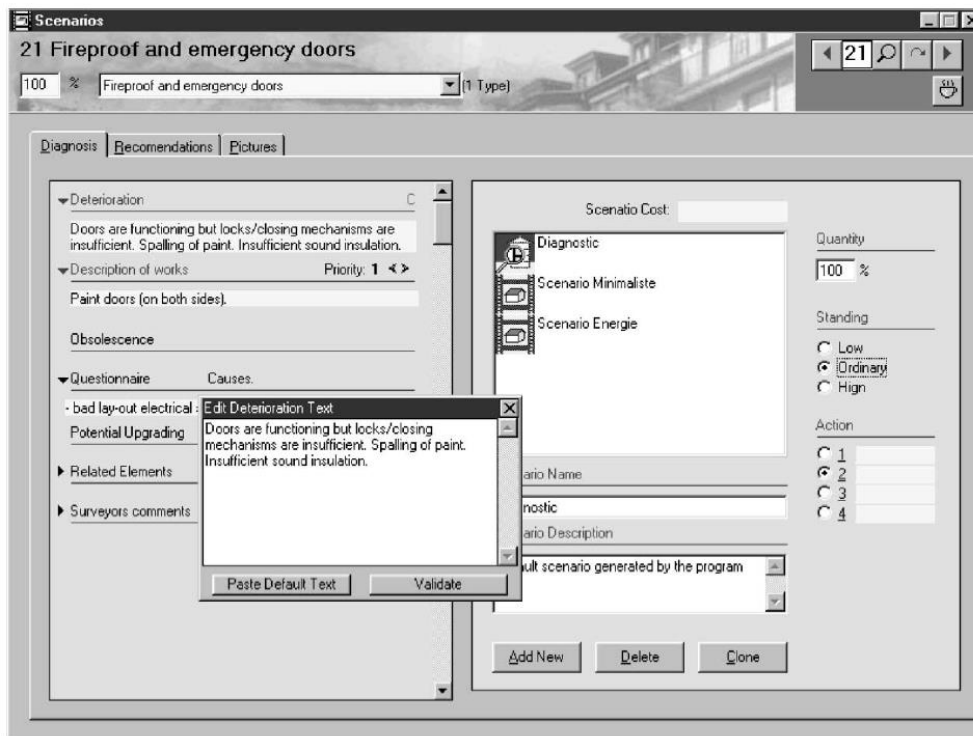 Scenarios
21 Fireproof and emergency doors
21
100 % Fireproof and emergency doors (1 Type)
Diagnosis Recomendations Pictures
Deterioration C
Doors are functioning but locks/closing mechanisms are
insufficient. Spalling of paint. Insufficient sound insulation.
Description of works Priority: 1 < >
Paint doors (on both sides).
Obsolescence
Questionnaire Causes.
- bad lay-out electrical
Potential Upgrading
Related Elements
Surveyors comments
Edit Deterioration Text
Doors are functioning but locks/closing
mechanisms are insufficient. Spalling of paint.
Insufficient sound insulation.
Paste Default Text Validate
Scenatio Cost:
Diagnostic
Scenario Minimaliste
Scenario Energie
ario Name
nostic
ario Description
ult scenario generated by the program
Add New Delete Clone
Quantity
100 %
Standing
Low
Ordinary
Hign
Action
1
2
3
4